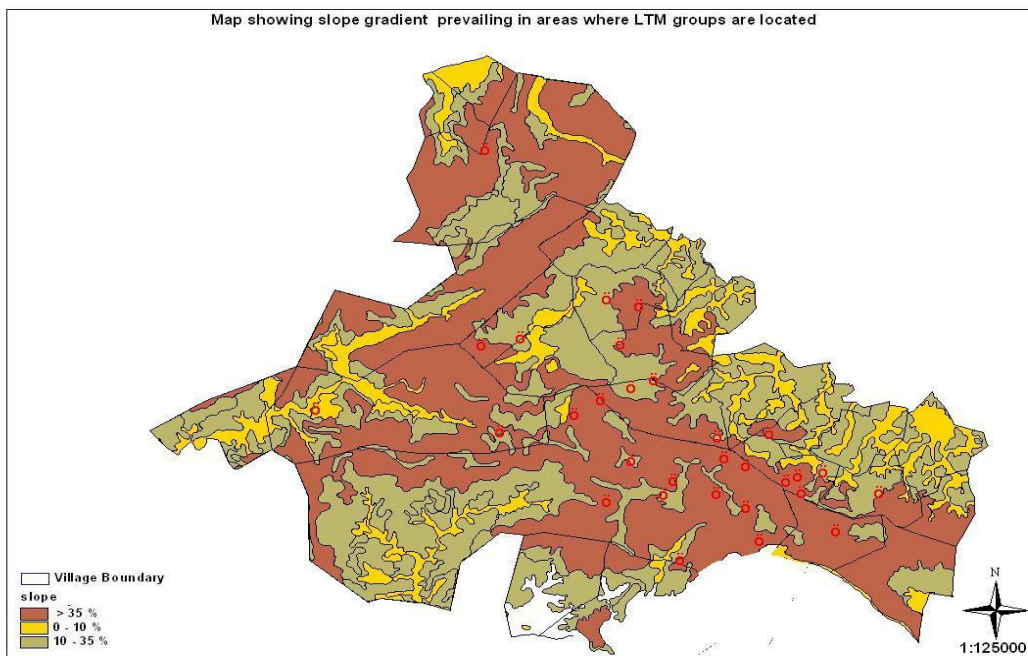 Map showing slope gradient prevailing in areas where LTM groups are located
Village Boundary
slope
> 35 %
0 - 10 %
10 - 35 %
N
1:125000